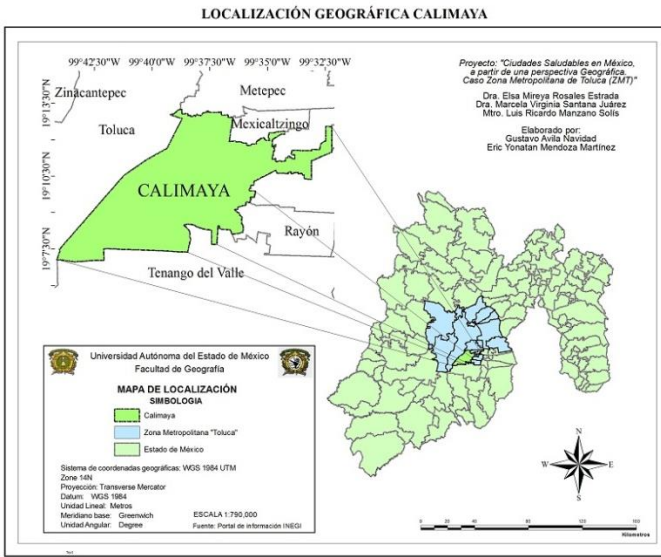 LOCALIZACIÓN GEOGRÁFICA CALIMAYA
99°42'30"N 99°40'0"N 99°37'30"N 99°35'0"N 99°32'30"N
19°13'30"N
19°10'30"N
19°7'30"N
Zinacantepec
Metepec
Toluca
Mexicaltzingo
CALIMAYA
Rayón
Tenango del Valle
Proyecto: "Ciudades Saludables en México,
a partir de una perspectiva Geográfica.
Caso Zona Metropolitana de Toluca (ZMT)"
Dra. Elsa Mireya Rosales Estrada
Dra. Marcela Virginia Santana Juárez
Mtro. Luis Ricardo Manzano Solís
Elaborado por:
Gustavo Avila Navidad
Eric Yonatan Mendoza Martínez
Universidad Autónoma del Estado de México
Facultad de Geografía
MAPA DE LOCALIZACIÓN
SIMBOLOGIA
Calimaya
Zona Metropolitana "Toluca"
Estado de México
Sistema de coordenadas geográficas: WGS 1984 UTM
Zone 14N
Proyección: Transverse Mercator
Datum: WGS 1984
Unidad Lineal: Metros
Meridiano base: Greenwich
Unidad Angular: Degree
ESCALA 1:790,000
Fuente: Portal de información INEGI
N
W
E
S
Kilometros